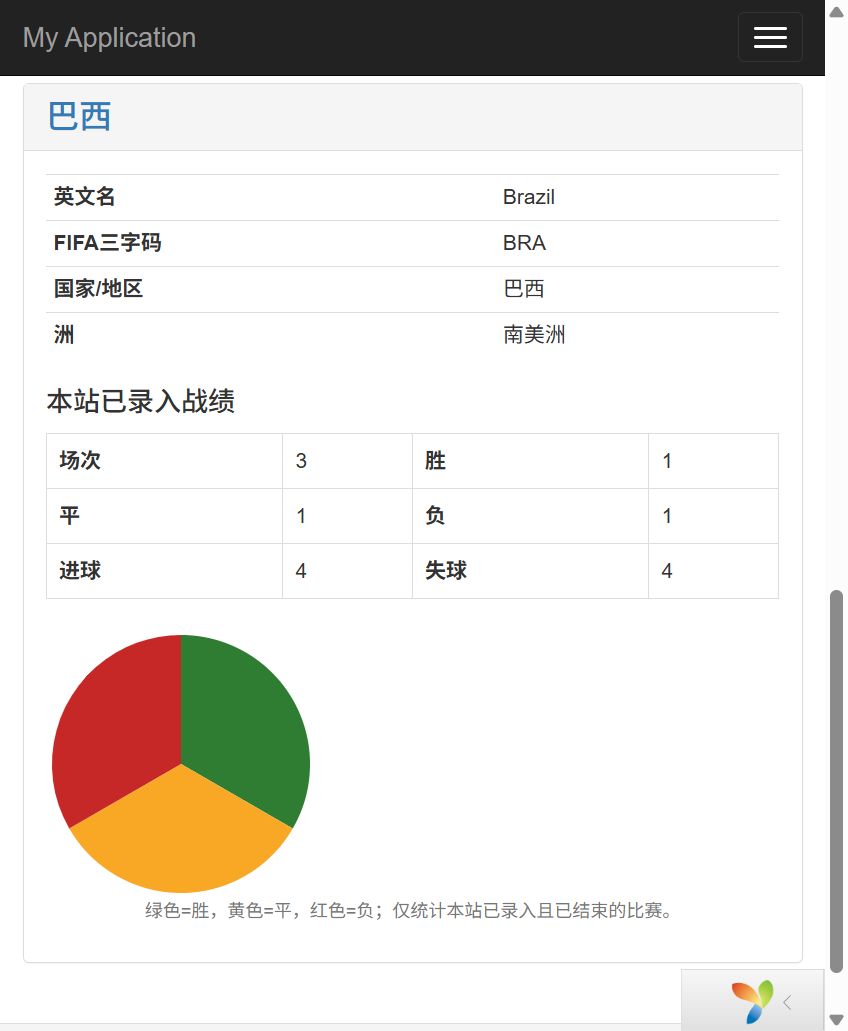 My Application
巴西
英文名 Brazil
FIFA三字码 BRA
国家/地区 巴西
洲 南美洲
本站已录入战绩
场次 3 胜 1
平 1 负 1
进球 4 失球 4
绿色=胜，黄色=平，红色=负；仅统计本站已录入且已结束的比赛。